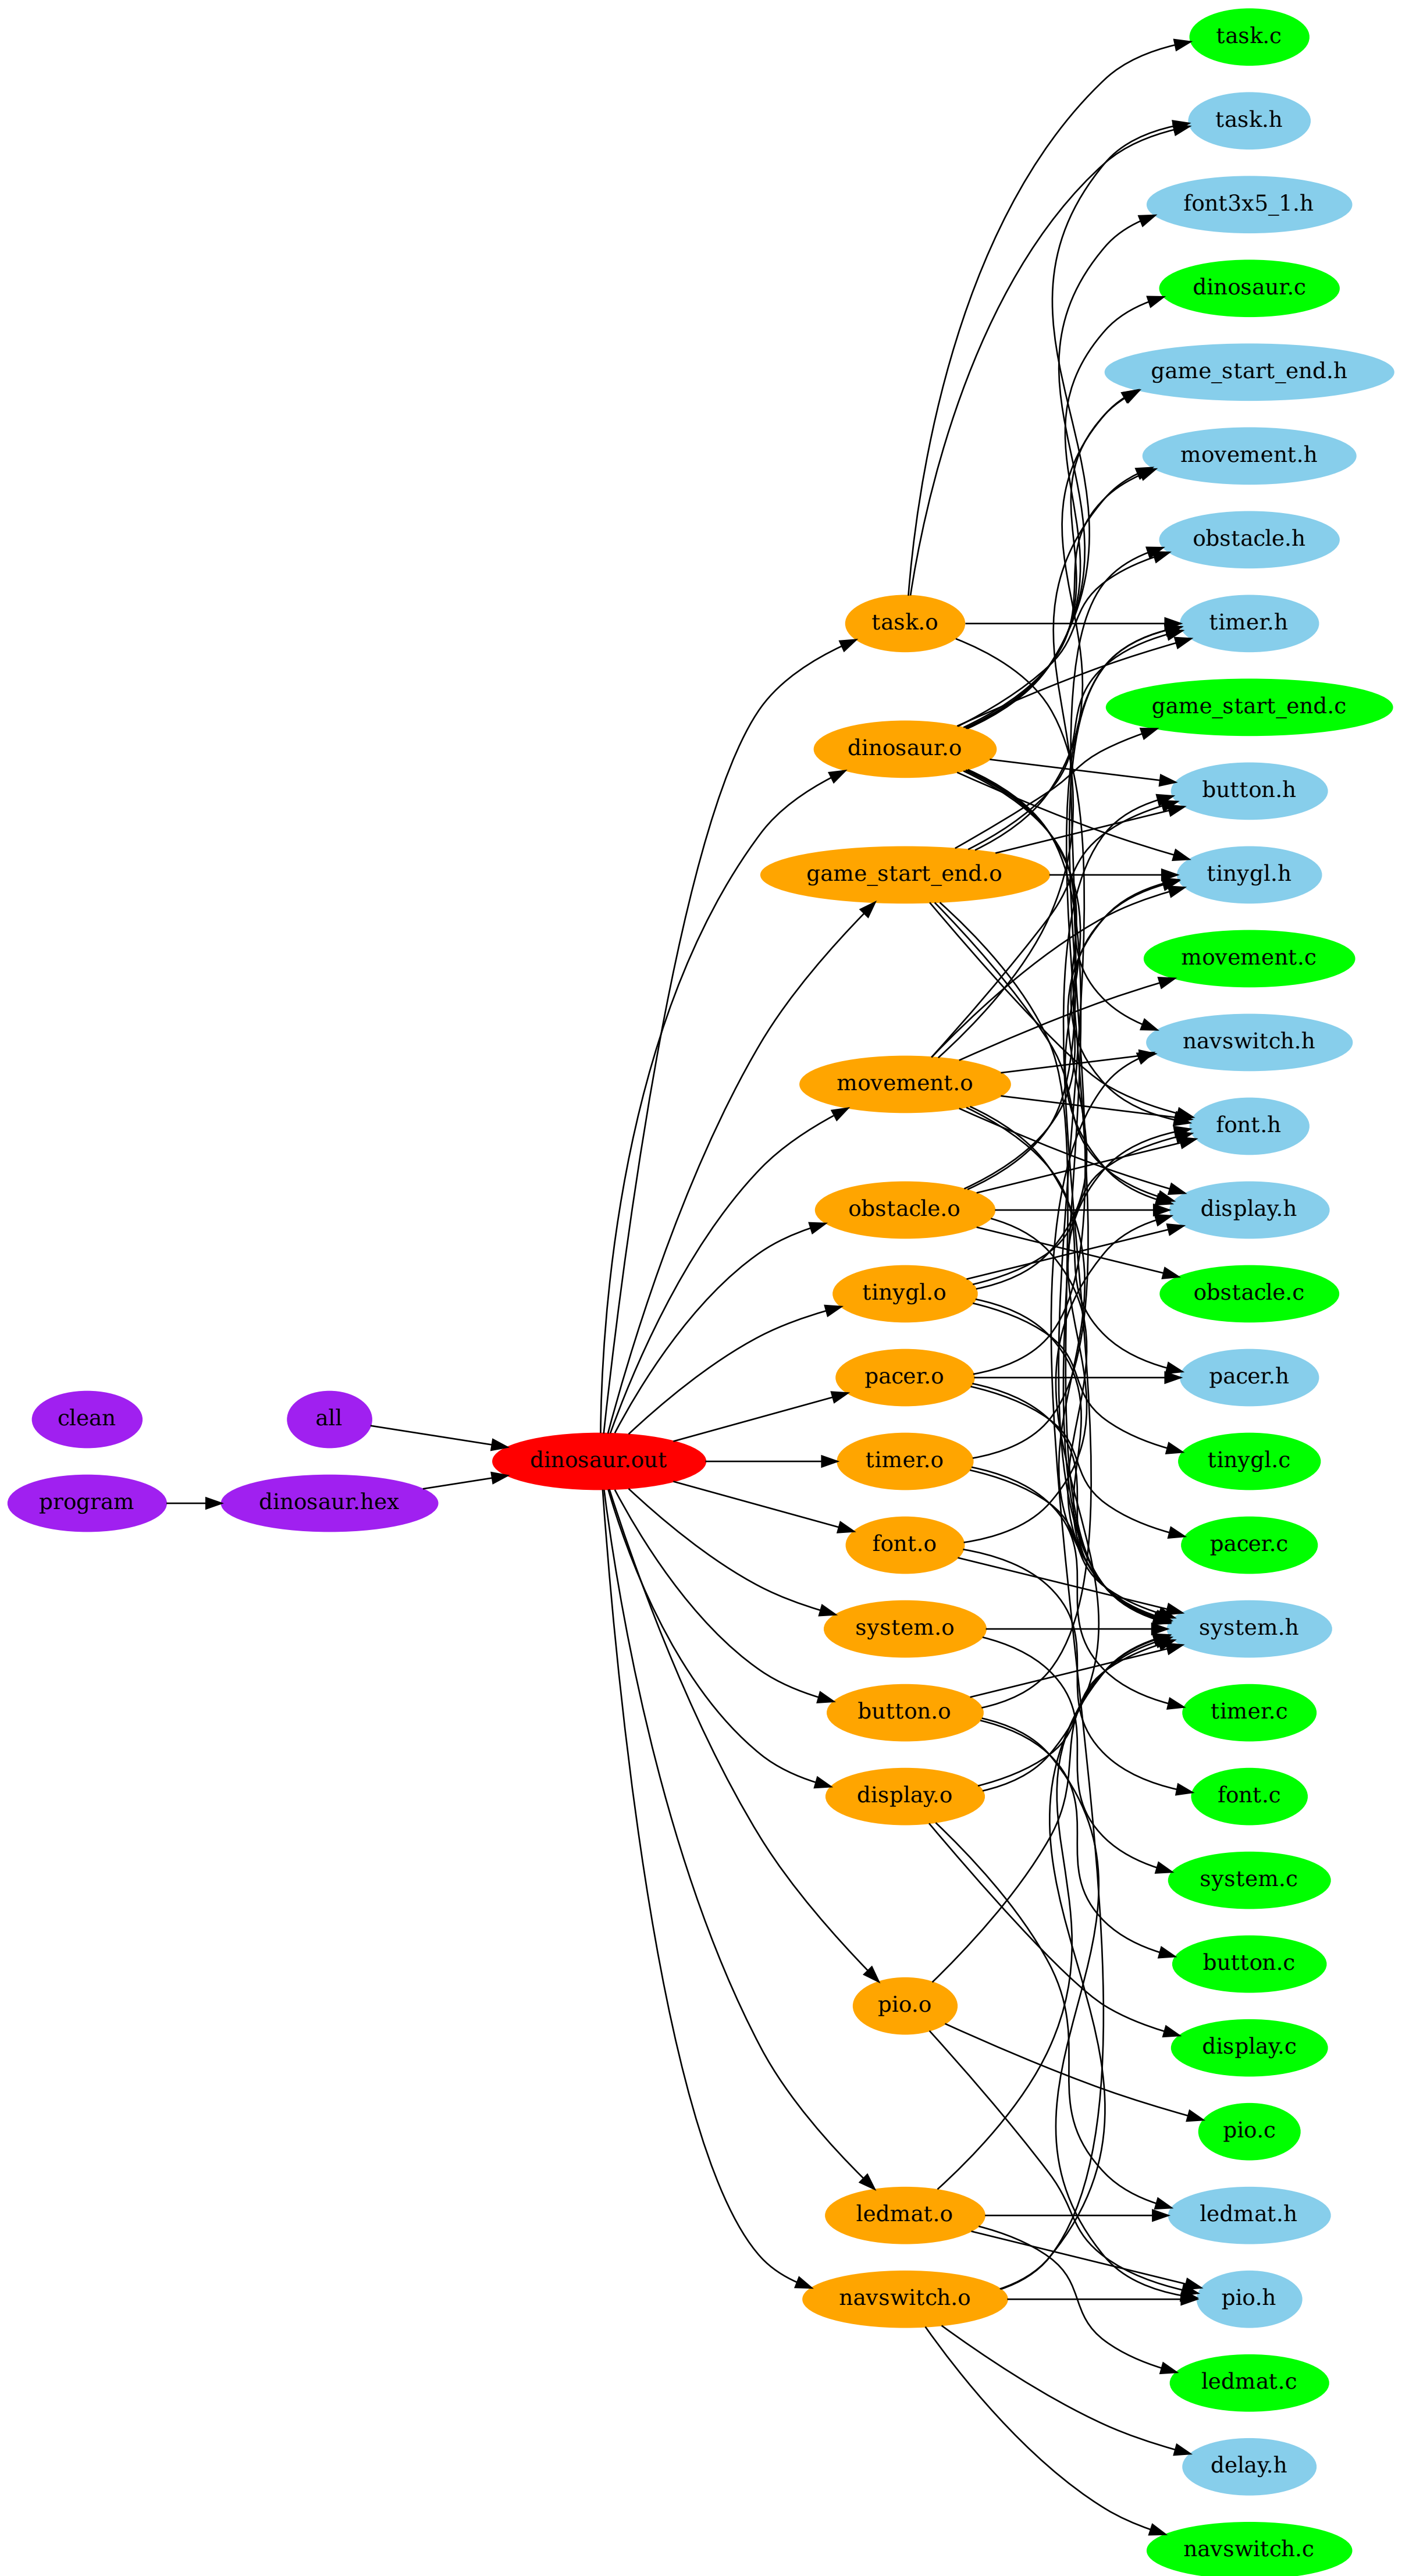 task.c
task.h
font3x5_1.h
dinosaur.c
game_start_end.h
movement.h
obstacle.h
task.o
timer.h
game_start_end.c
dinosaur.o
button.h
game_start_end.o
tinygl.h
movement.c
navswitch.h
movement.o
font.h
obstacle.o
display.h
tinygl.o
obstacle.c
pacer.o
pacer.h
clean
all
dinosaur.out
timer.o
tinygl.c
program
dinosaur.hex
font.o
pacer.c
system.o
system.h
button.o
timer.c
display.o
font.c
system.c
button.c
pio.o
display.c
pio.c
ledmat.o
ledmat.h
navswitch.o
pio.h
ledmat.c
delay.h
navswitch.c